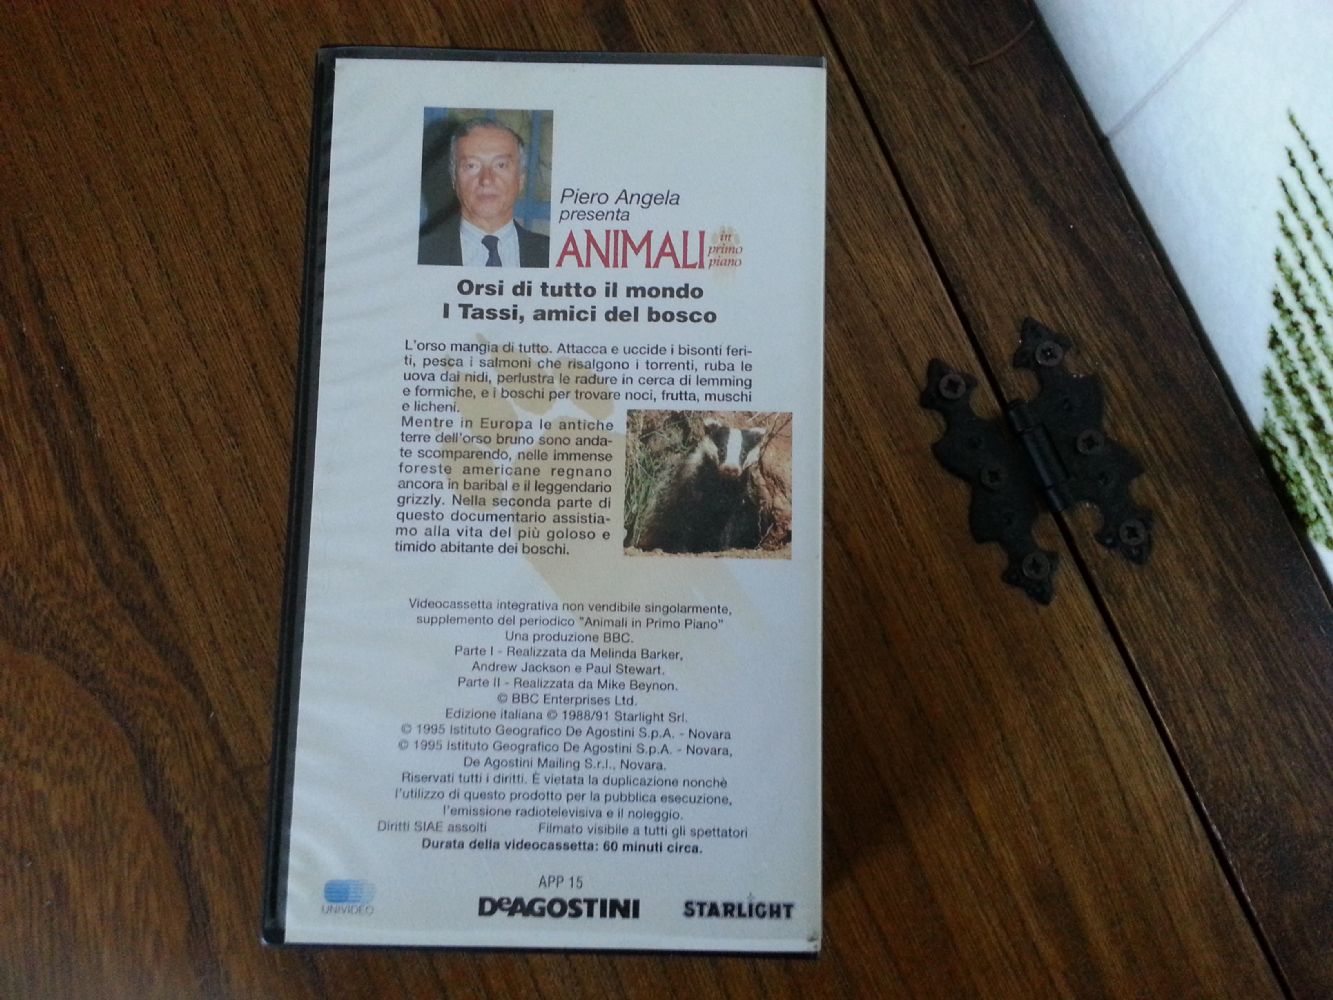 Piero Angela
presenta
ANIMALI in
primo
piano
Orsi di tutto il mondo
I Tassi, amici del bosco
L'orso mangia di tutto. Attacca e uccide i bisonti feri-
ti, pesca i salmoni che risalgono i torrenti, ruba le
uova dai nidi, perlustra le radure in cerca di lemming
e formiche, e i boschi per trovare noci, frutta, muschi
e licheni.
Mentre in Europa le antiche
terre dell'orso bruno sono anda-
te scomparendo, nelle immense
foreste americane regnano
ancora in baribal e il leggendario
grizzly. Nella seconda parte di
questo documentario assistia-
mo alla vita del più goloso e
timido abitante dei boschi.
Videocassetta integrativa non vendibile singolarmente,
supplemento del periodico "Animali in Primo Piano"
Una produzione BBC.
Parte I - Realizzata da Melinda Barker,
Andrew Jackson e Paul Stewart.
Parte II - Realizzata da Mike Beynon.
© BBC Enterprises Ltd.
Edizione italiana © 1988/91 Starlight Srl.
© 1995 Istituto Geografico De Agostini S.p.A. - Novara
© 1995 Istituto Geografico De Agostini S.p.A. - Novara,
De Agostini Mailing S.r.l., Novara.
Riservati tutti i diritti. È vietata la duplicazione nonchè
l'utilizzo di questo prodotto per la pubblica esecuzione,
l'emissione radiotelevisiva e il noleggio.
Diritti SIAE assolti Filmato visibile a tutti gli spettatori
Durata della videocassetta: 60 minuti circa.
APP 15
UNIVIDEO DeAGOSTINI STARLIGHT